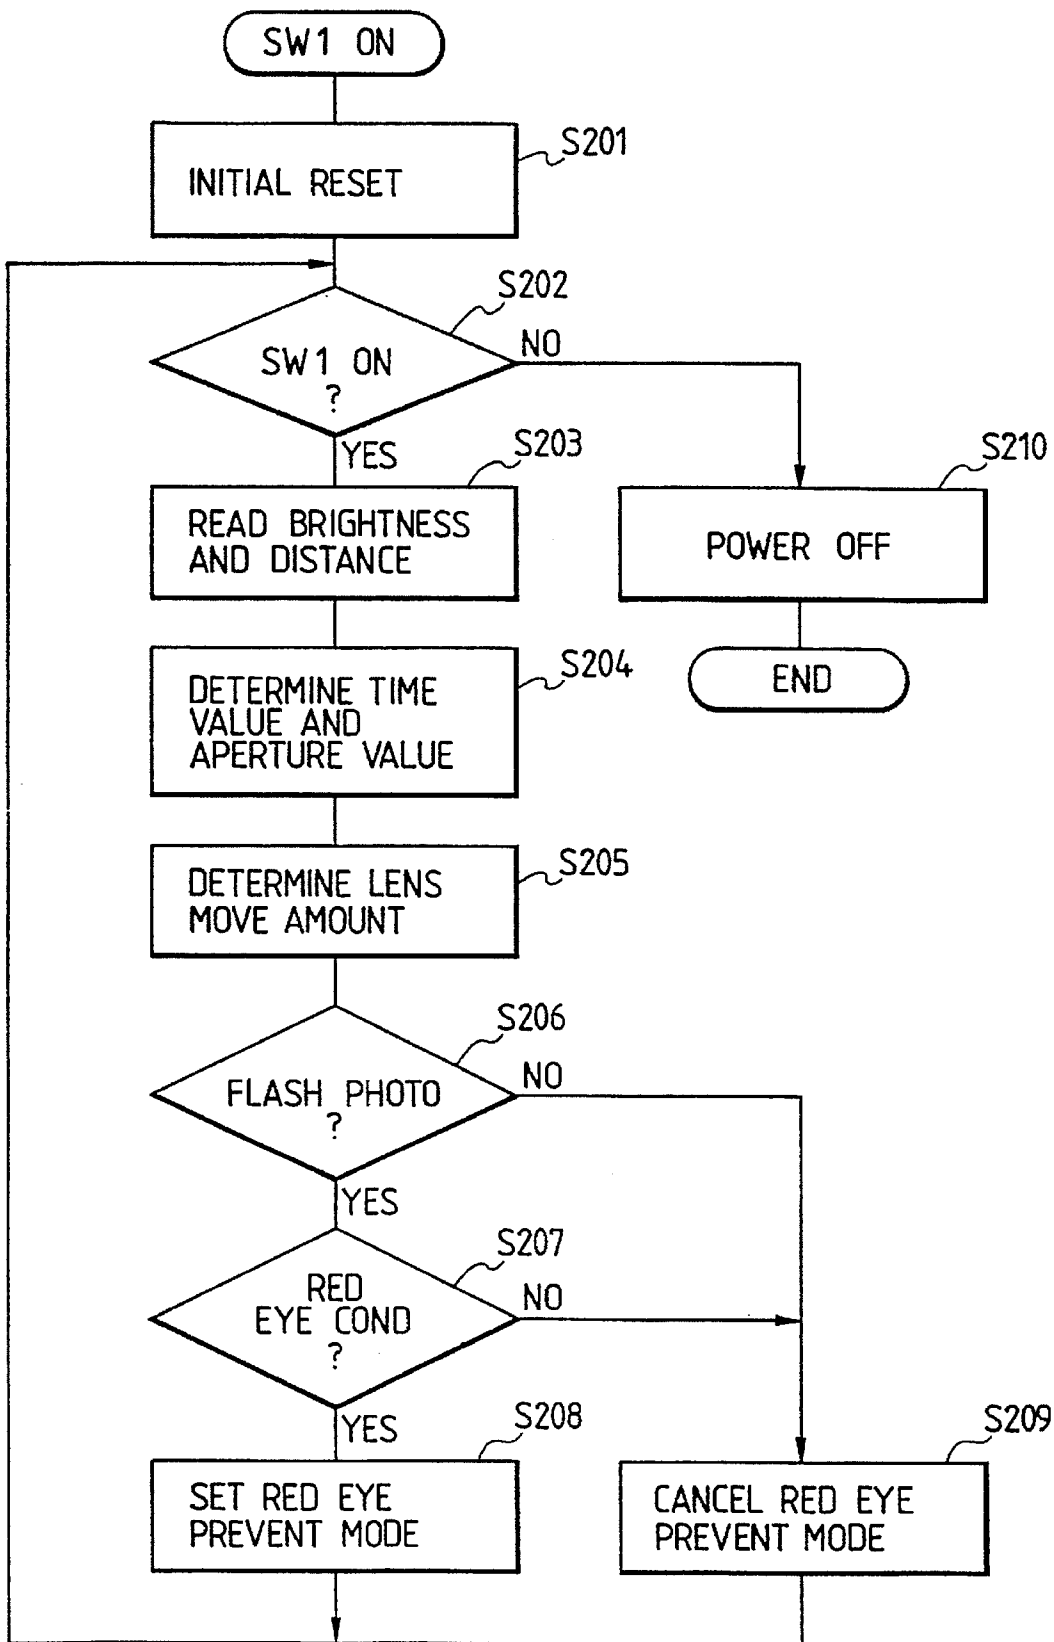 SW1 ON
INITIAL RESET
S201
SW1 ON
?
S202
NO
YES
S203
READ BRIGHTNESS
AND DISTANCE
S210
POWER OFF
END
S204
DETERMINE TIME
VALUE AND
APERTURE VALUE
S205
DETERMINE LENS
MOVE AMOUNT
S206
FLASH PHOTO
?
NO
YES
S207
RED
EYE COND
?
NO
YES
S208
SET RED EYE
PREVENT MODE
S209
CANCEL RED EYE
PREVENT MODE